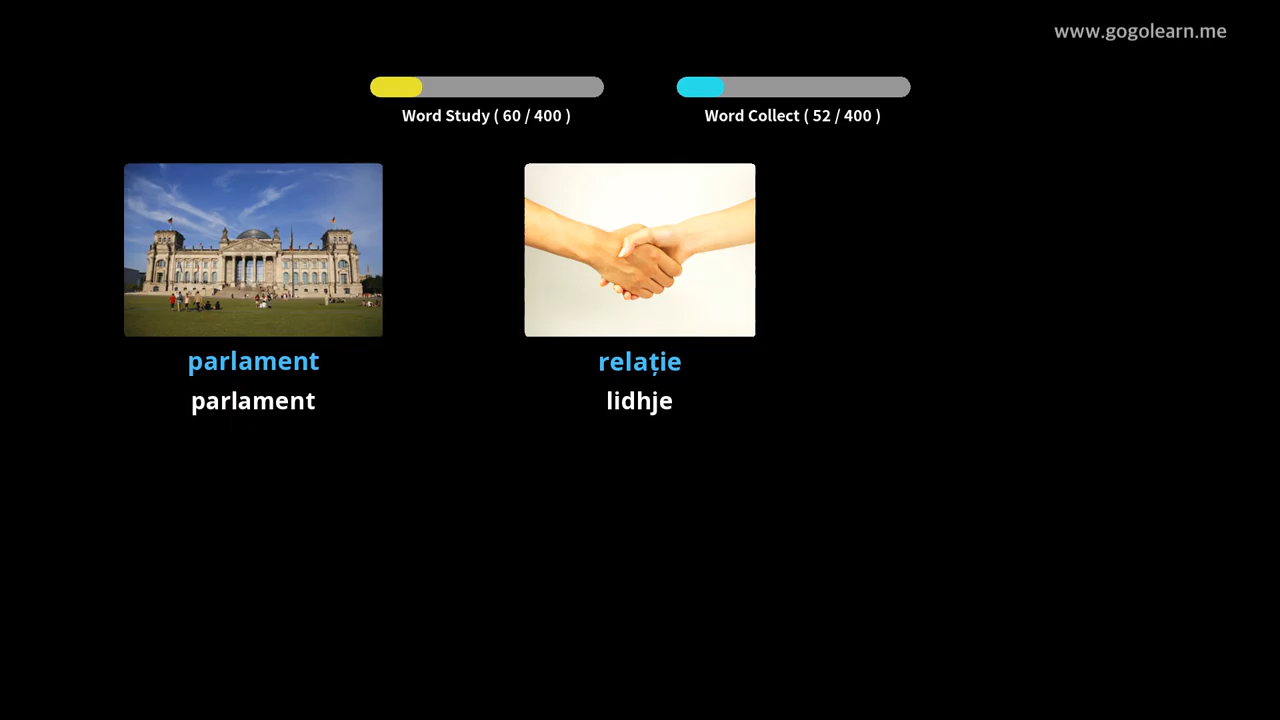 www.gogolearn.me
Word Study ( 60 / 400 )
Word Collect ( 52 / 400 )
parlament
parlament
relație
lidhje